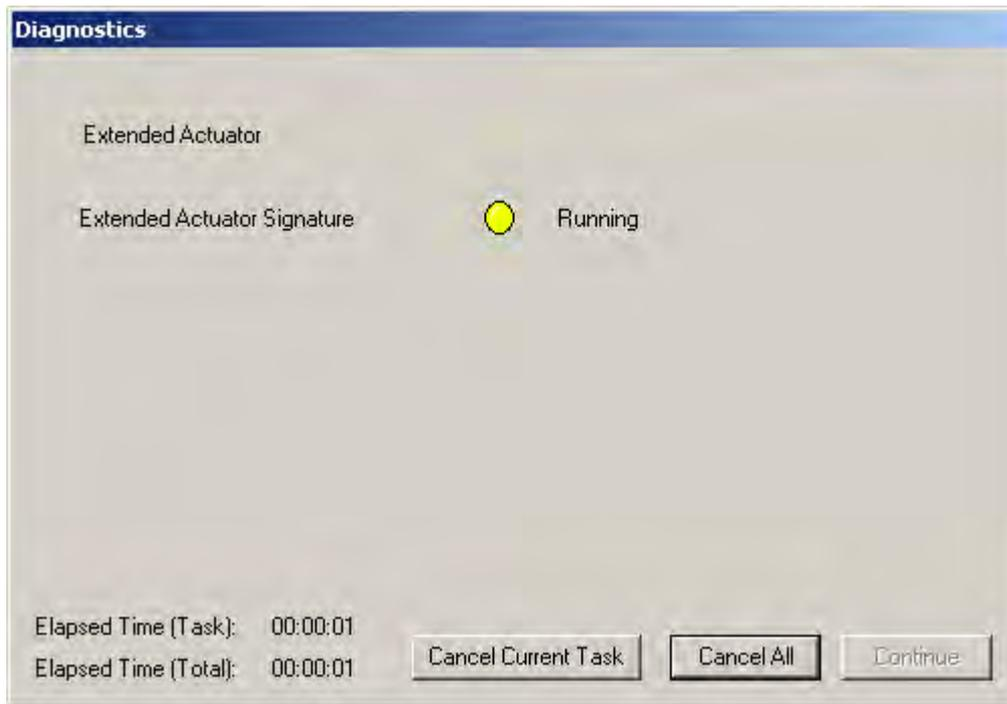 Diagnostics
Extended Actuator
Extended Actuator Signature Running
Elapsed Time (Task): 00:00:01
Elapsed Time (Total): 00:00:01
Cancel Current Task Cancel All Continue